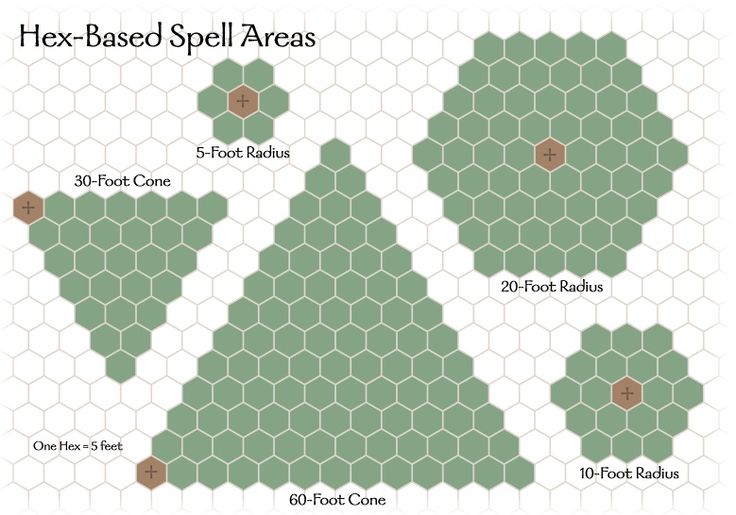 Hex-Based Spell Areas
5-Foot Radius
30-Foot Cone
20-Foot Radius
One Hex = 5 feet
10-Foot Radius
60-Foot Cone